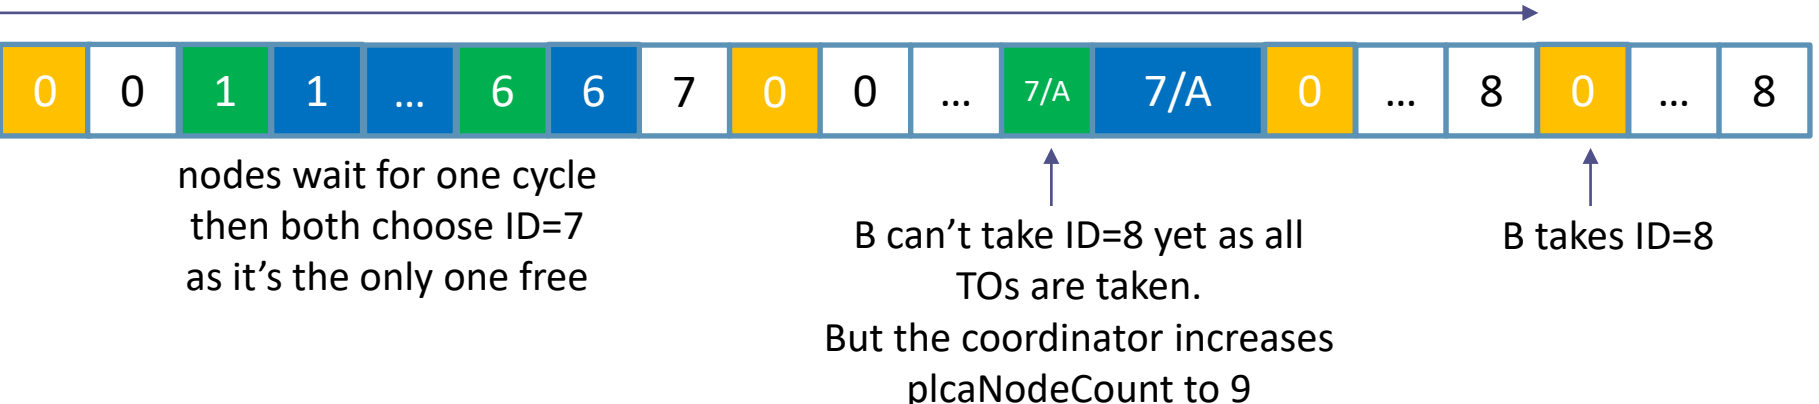 0 0 1 1 ... 6 6 7 0 0 ... 7/A 7/A 0 ... 8 0 ... 8
nodes wait for one cycle
then both choose ID=7
as it’s the only one free
B can’t take ID=8 yet as all
TOs are taken.
But the coordinator increases
plcaNodeCount to 9
B takes ID=8